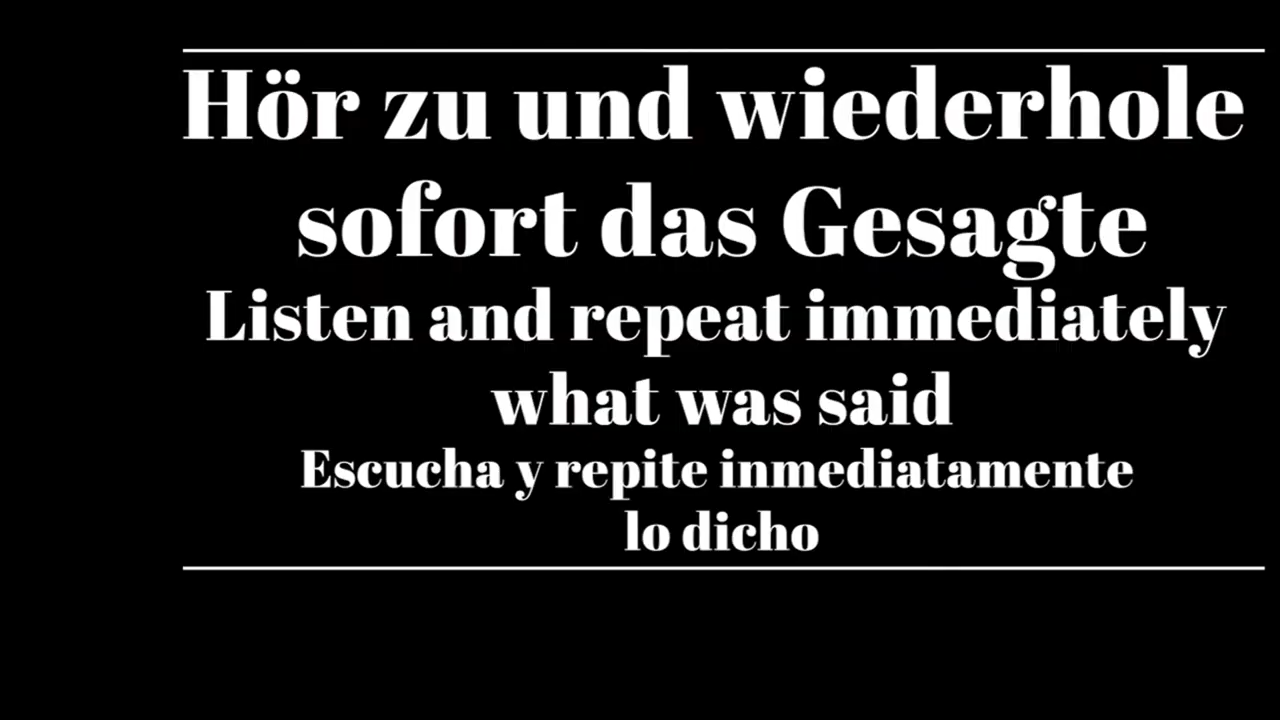 Hör zu und wiederhole
sofort das Gesagte
Listen and repeat immediately
what was said
Escucha y repite inmediatamente
lo dicho